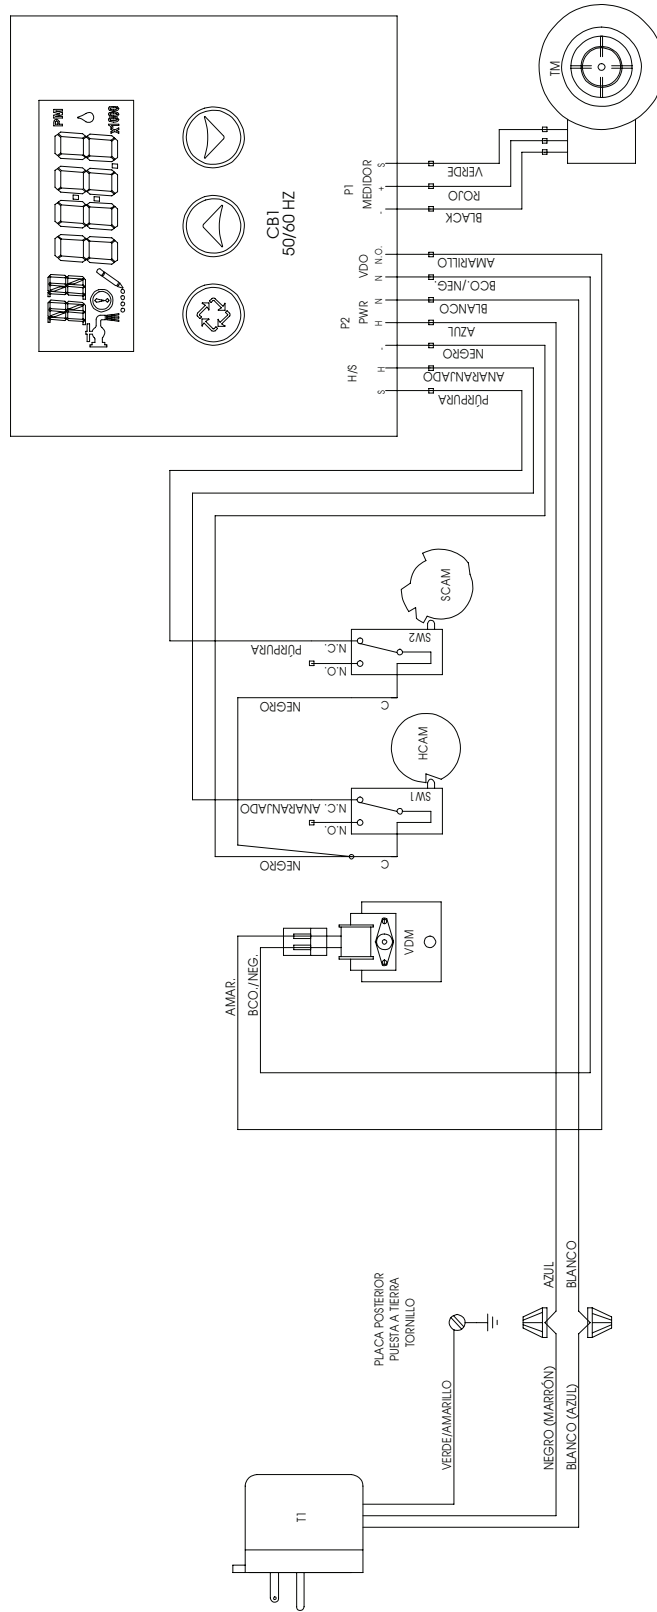 PM
x1000
CB1
50/60 HZ
TM
P1
MEDIDOR
S
+
-
VERDE
ROJO
BLACK
P2
VDO
N.O.
N
PWR
N
H
-
H/S
H
S
AMARILLO
BCO./NEG.
BLANCO
AZUL
NEGRO
ANARANJADO
PÚRPURA
SCAM
SW2
N.C.
PÚRPURA
N.O.
NEGRO
C
HCAM
SW1
N.C. ANARANJADO
N.O.
NEGRO
C
VDM
AMAR.
BCO./NEG.
PLACA POSTERIOR
PUESTA A TIERRA
TORNILLO
AZUL
BLANCO
VERDE/AMARILLO
NEGRO (MARRÓN)
BLANCO (AZUL)
T1